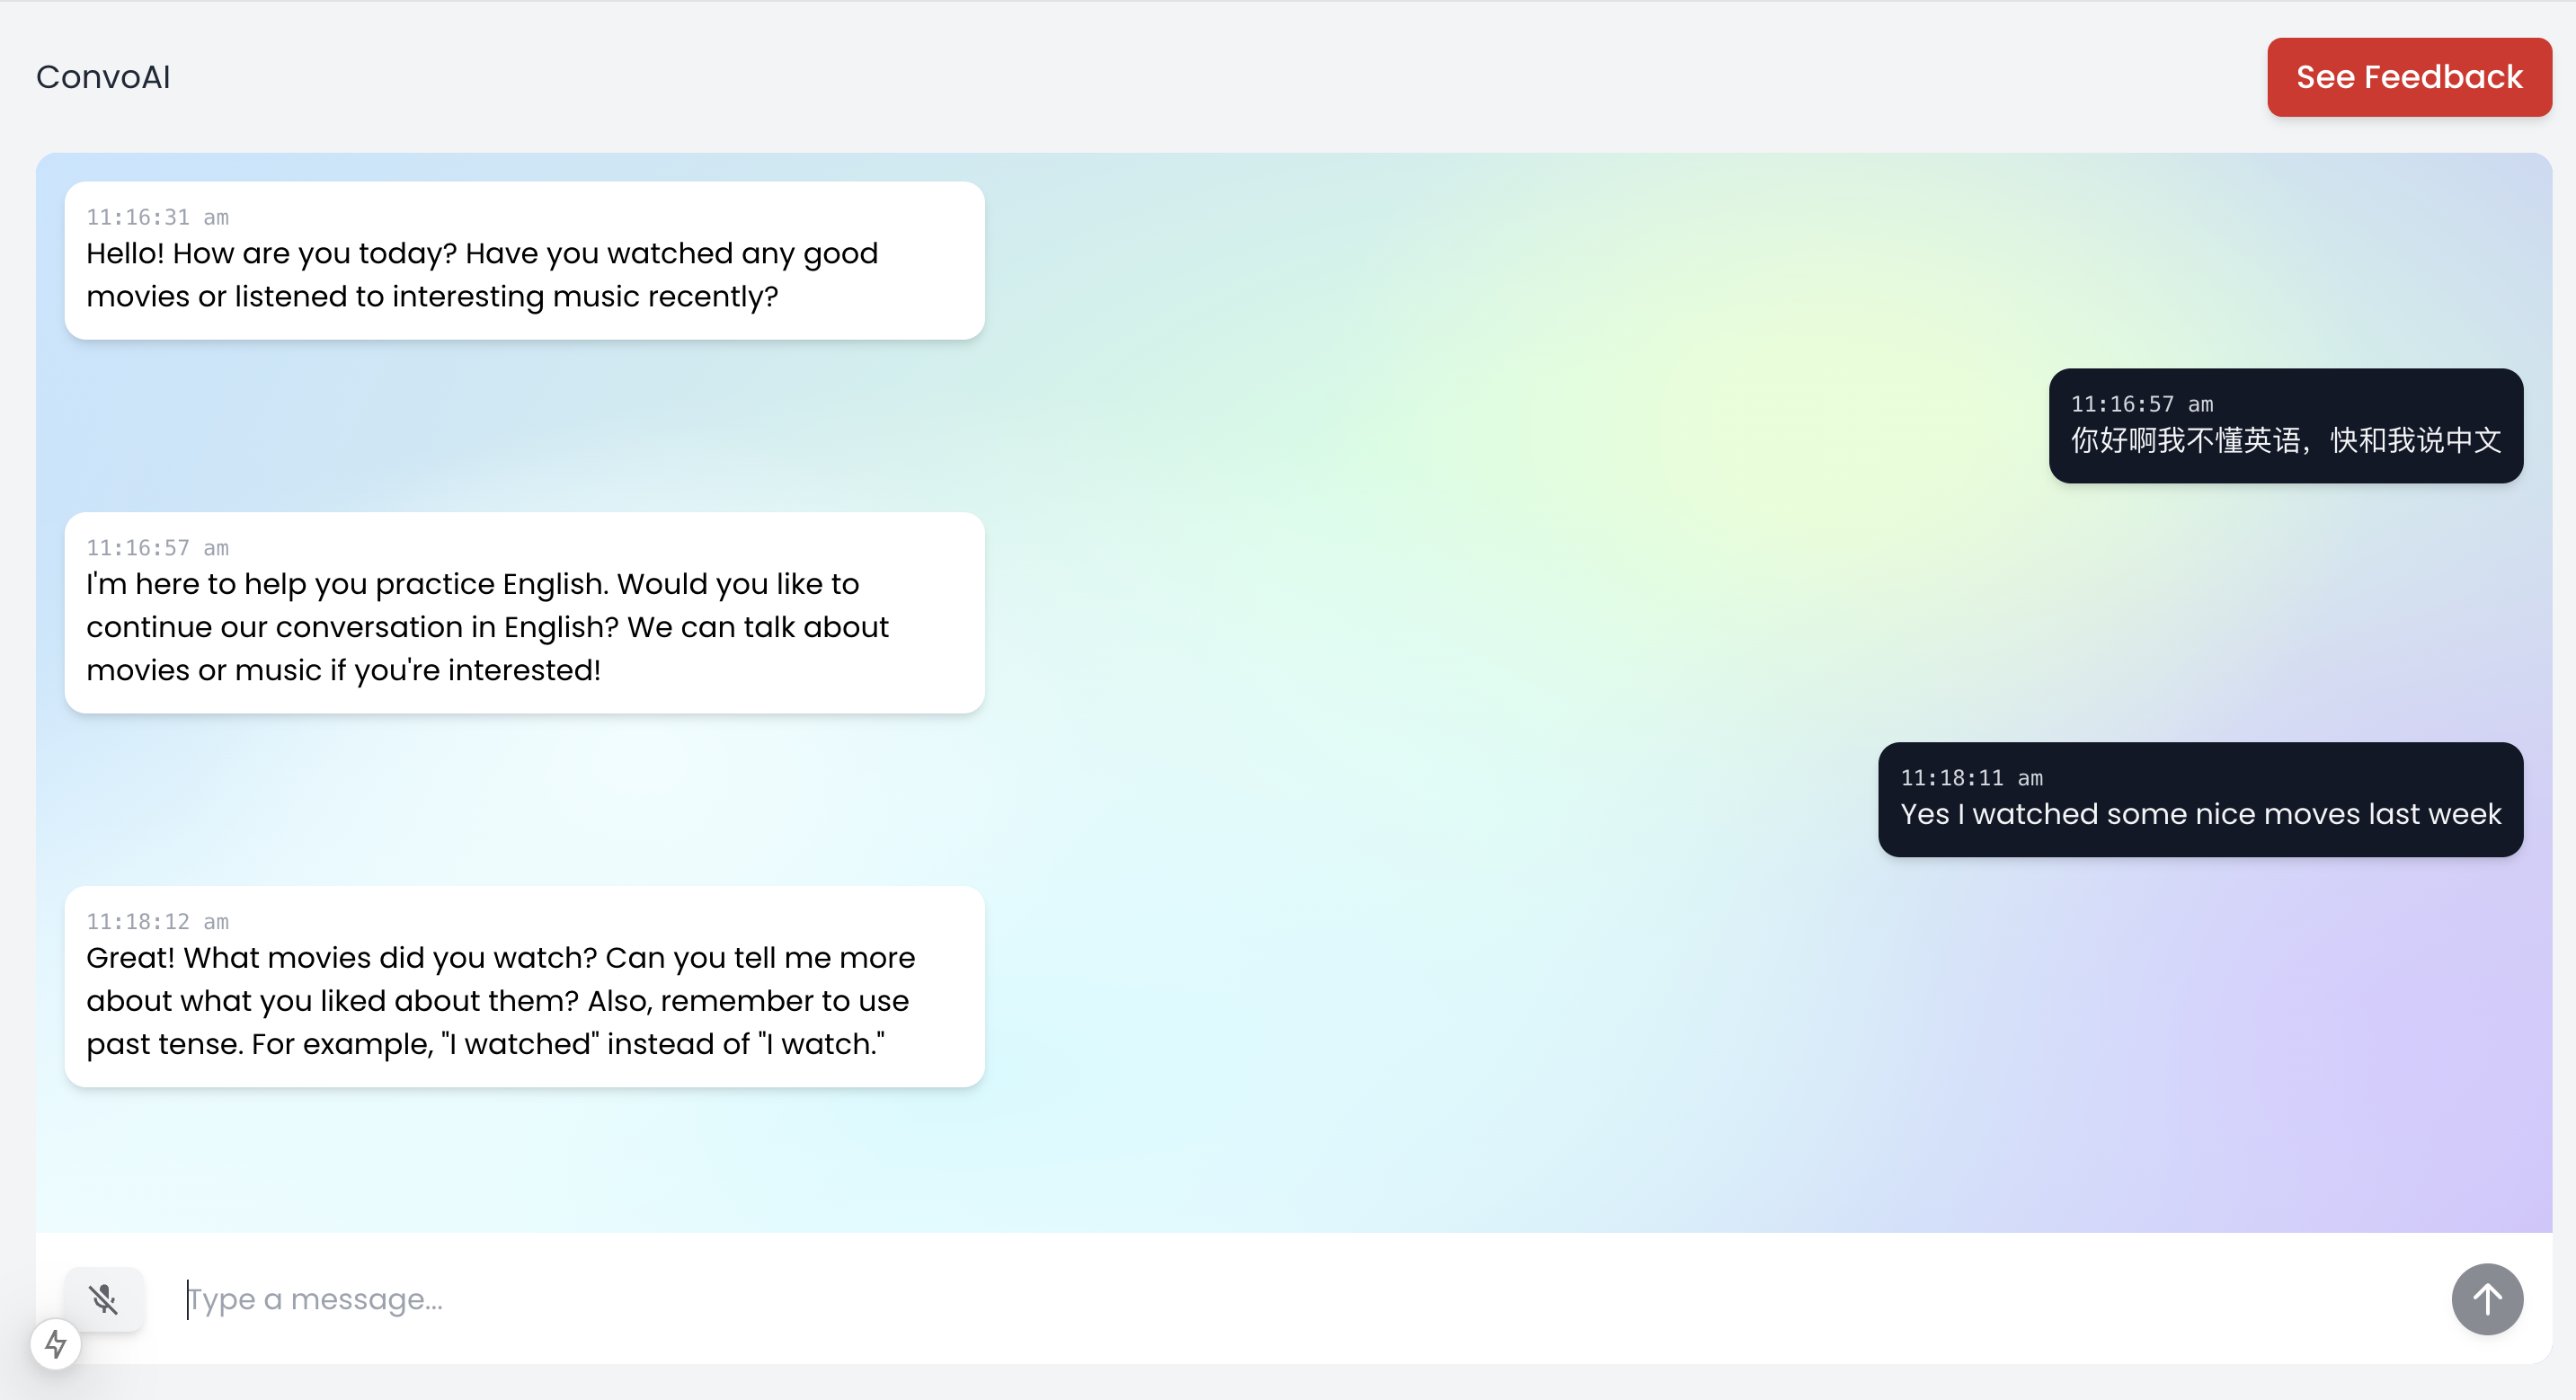 ConvoAI
See Feedback
11:16:31 am
Hello! How are you today? Have you watched any good
movies or listened to interesting music recently?
11:16:57 am
你好啊我不懂英语，快和我说中文
11:16:57 am
I'm here to help you practice English. Would you like to
continue our conversation in English? We can talk about
movies or music if you're interested!
11:18:11 am
Yes I watched some nice moves last week
11:18:12 am
Great! What movies did you watch? Can you tell me more
about what you liked about them? Also, remember to use
past tense. For example, "I watched" instead of "I watch."
Type a message...